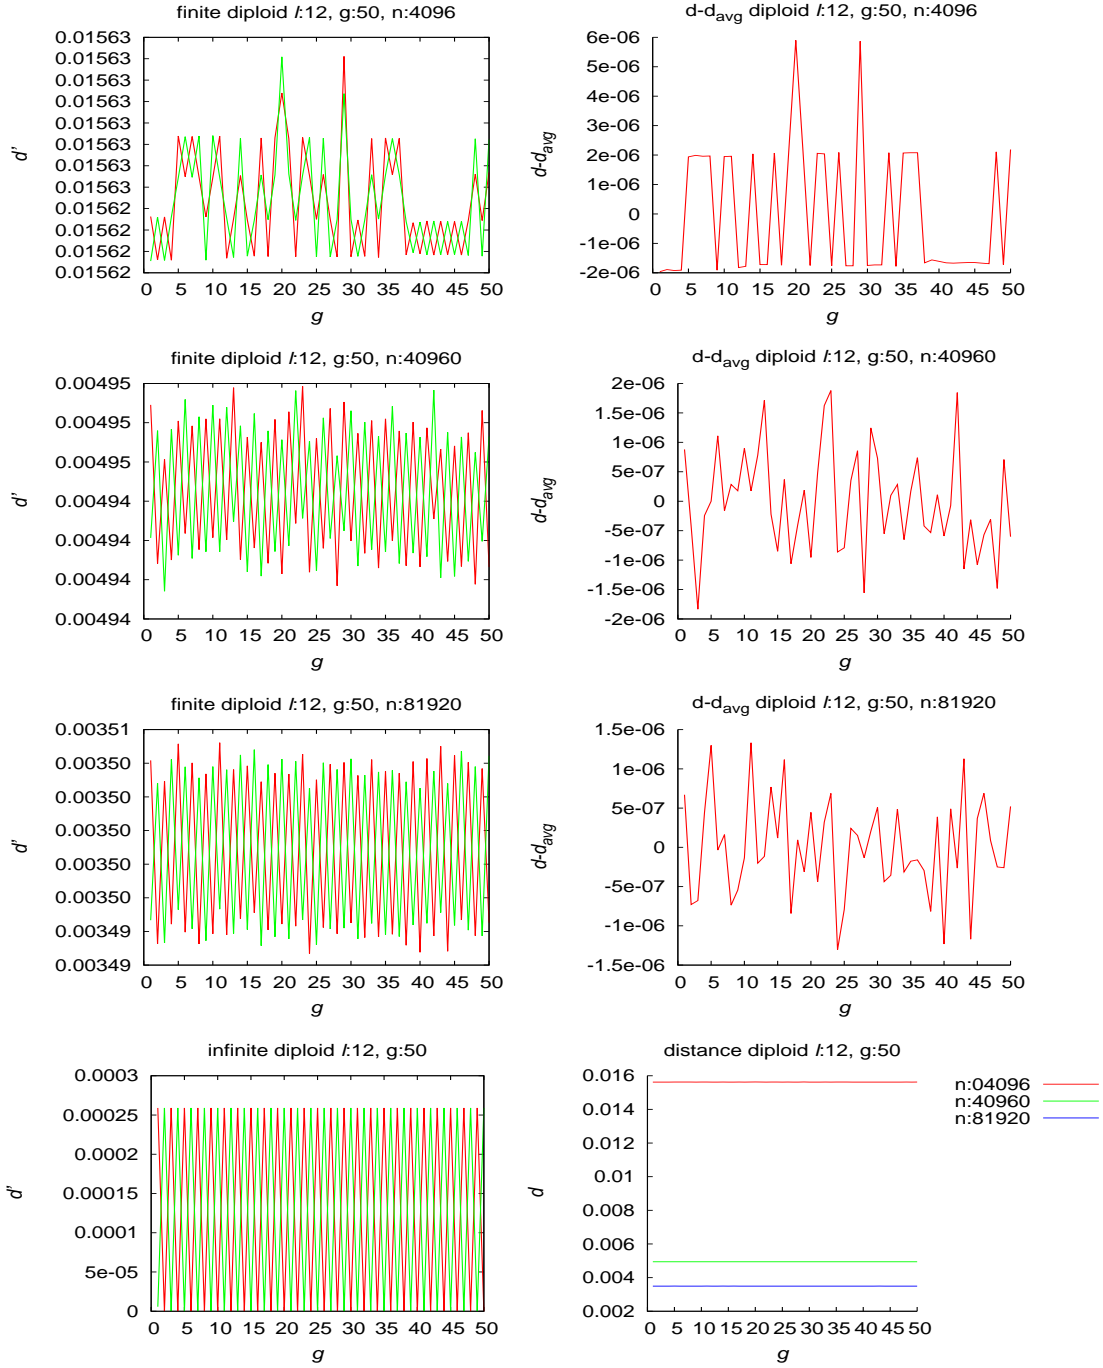 finite diploid l:12, g:50, n:4096
0.01563
0.01563
0.01563
0.01563
0.01563
0.01563
0.01563
0.01563
0.01562
0.01562
0.01562
0.01562
d'
0 5 10 15 20 25 30 35 40 45 50
g
d-davg diploid l:12, g:50, n:4096
6e-06
5e-06
4e-06
3e-06
2e-06
1e-06
0
-1e-06
-2e-06
d-davg
0 5 10 15 20 25 30 35 40 45 50
g
finite diploid l:12, g:50, n:40960
0.00495
0.00495
0.00495
0.00494
0.00494
0.00494
0.00494
d'
0 5 10 15 20 25 30 35 40 45 50
g
d-davg diploid l:12, g:50, n:40960
2e-06
1.5e-06
1e-06
5e-07
0
-5e-07
-1e-06
-1.5e-06
-2e-06
d-davg
0 5 10 15 20 25 30 35 40 45 50
g
finite diploid l:12, g:50, n:81920
0.00351
0.00350
0.00350
0.00350
0.00350
0.00350
0.00349
0.00349
d'
0 5 10 15 20 25 30 35 40 45 50
g
d-davg diploid l:12, g:50, n:81920
1.5e-06
1e-06
5e-07
0
-5e-07
-1e-06
-1.5e-06
d-davg
0 5 10 15 20 25 30 35 40 45 50
g
infinite diploid l:12, g:50
0.0003
0.00025
0.0002
0.00015
0.0001
5e-05
0
d'
0 5 10 15 20 25 30 35 40 45 50
g
distance diploid l:12, g:50
0.016
0.014
0.012
0.01
0.008
0.006
0.004
0.002
d
0 5 10 15 20 25 30 35 40 45 50
g
n:04096
n:40960
n:81920